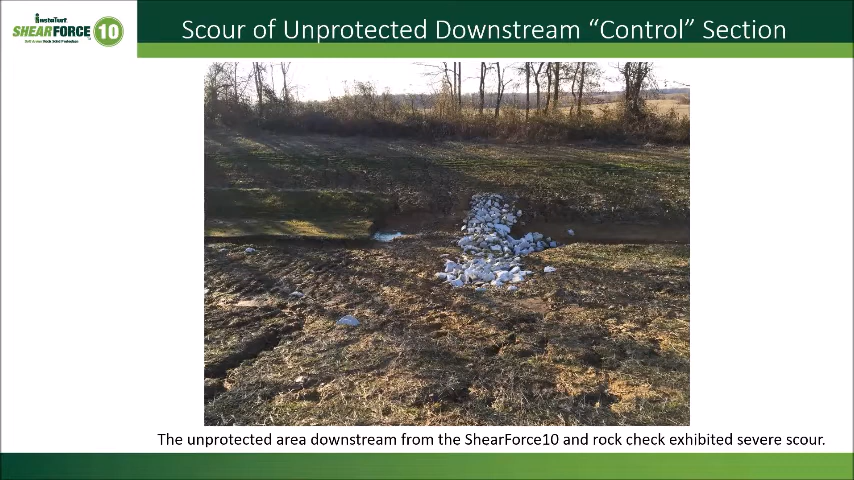 InstaTurf
SHEARFORCE 10
Scour of Unprotected Downstream “Control” Section
The unprotected area downstream from the ShearForce10 and rock check exhibited severe scour.